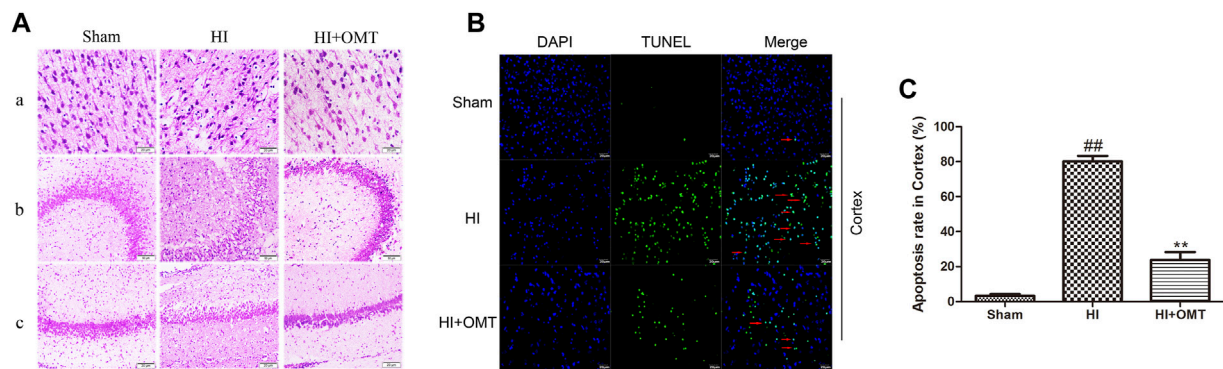 A
Sham HI HI+OMT
a
b
c
B
DAPI TUNEL Merge
Sham
HI
HI+OMT
Cortex
C
Apoptosis rate in Cortex (%)
100
80
60
40
20
0
##
**
Sham HI HI+OMT